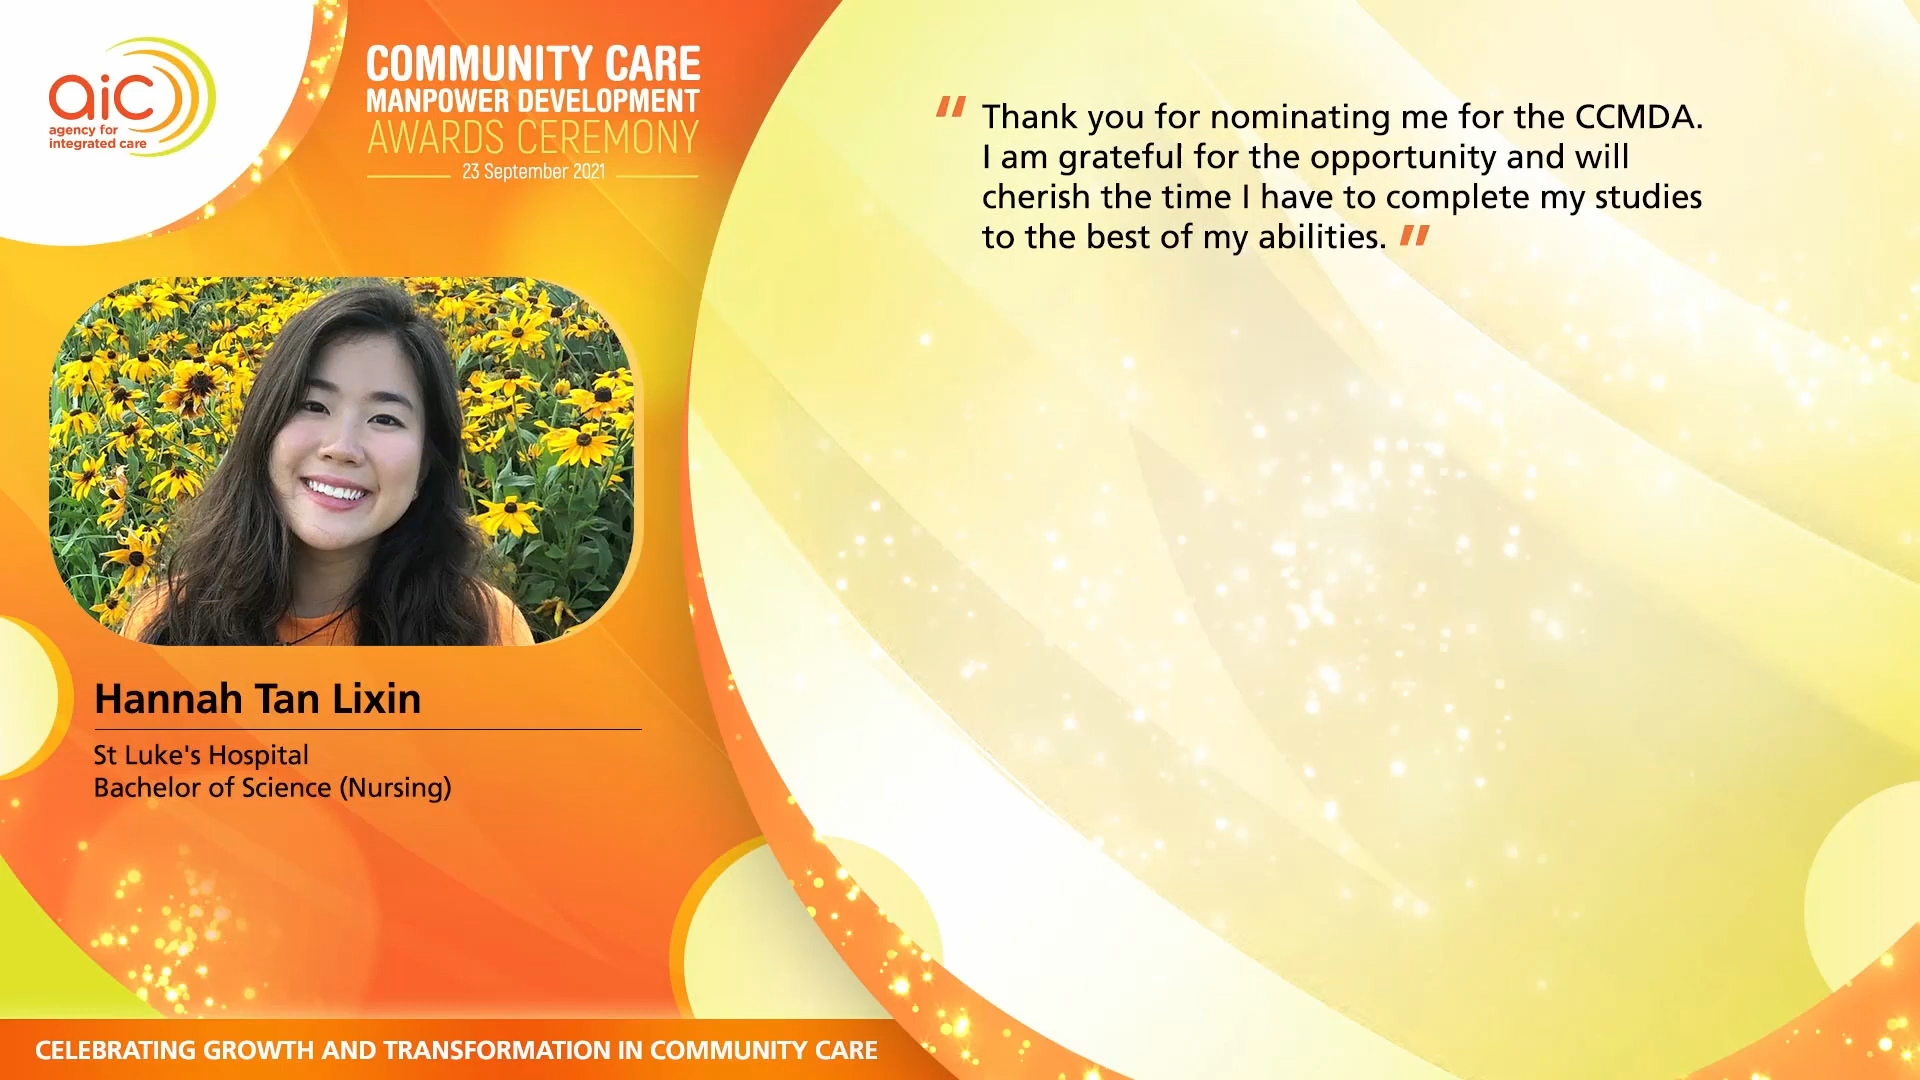 aic
agency for
integrated care
COMMUNITY CARE
MANPOWER DEVELOPMENT
AWARDS CEREMONY
23 September 2021
"Thank you for nominating me for the CCMDA.
I am grateful for the opportunity and will
cherish the time I have to complete my studies
to the best of my abilities."
Hannah Tan Lixin
St Luke's Hospital
Bachelor of Science (Nursing)
CELEBRATING GROWTH AND TRANSFORMATION IN COMMUNITY CARE